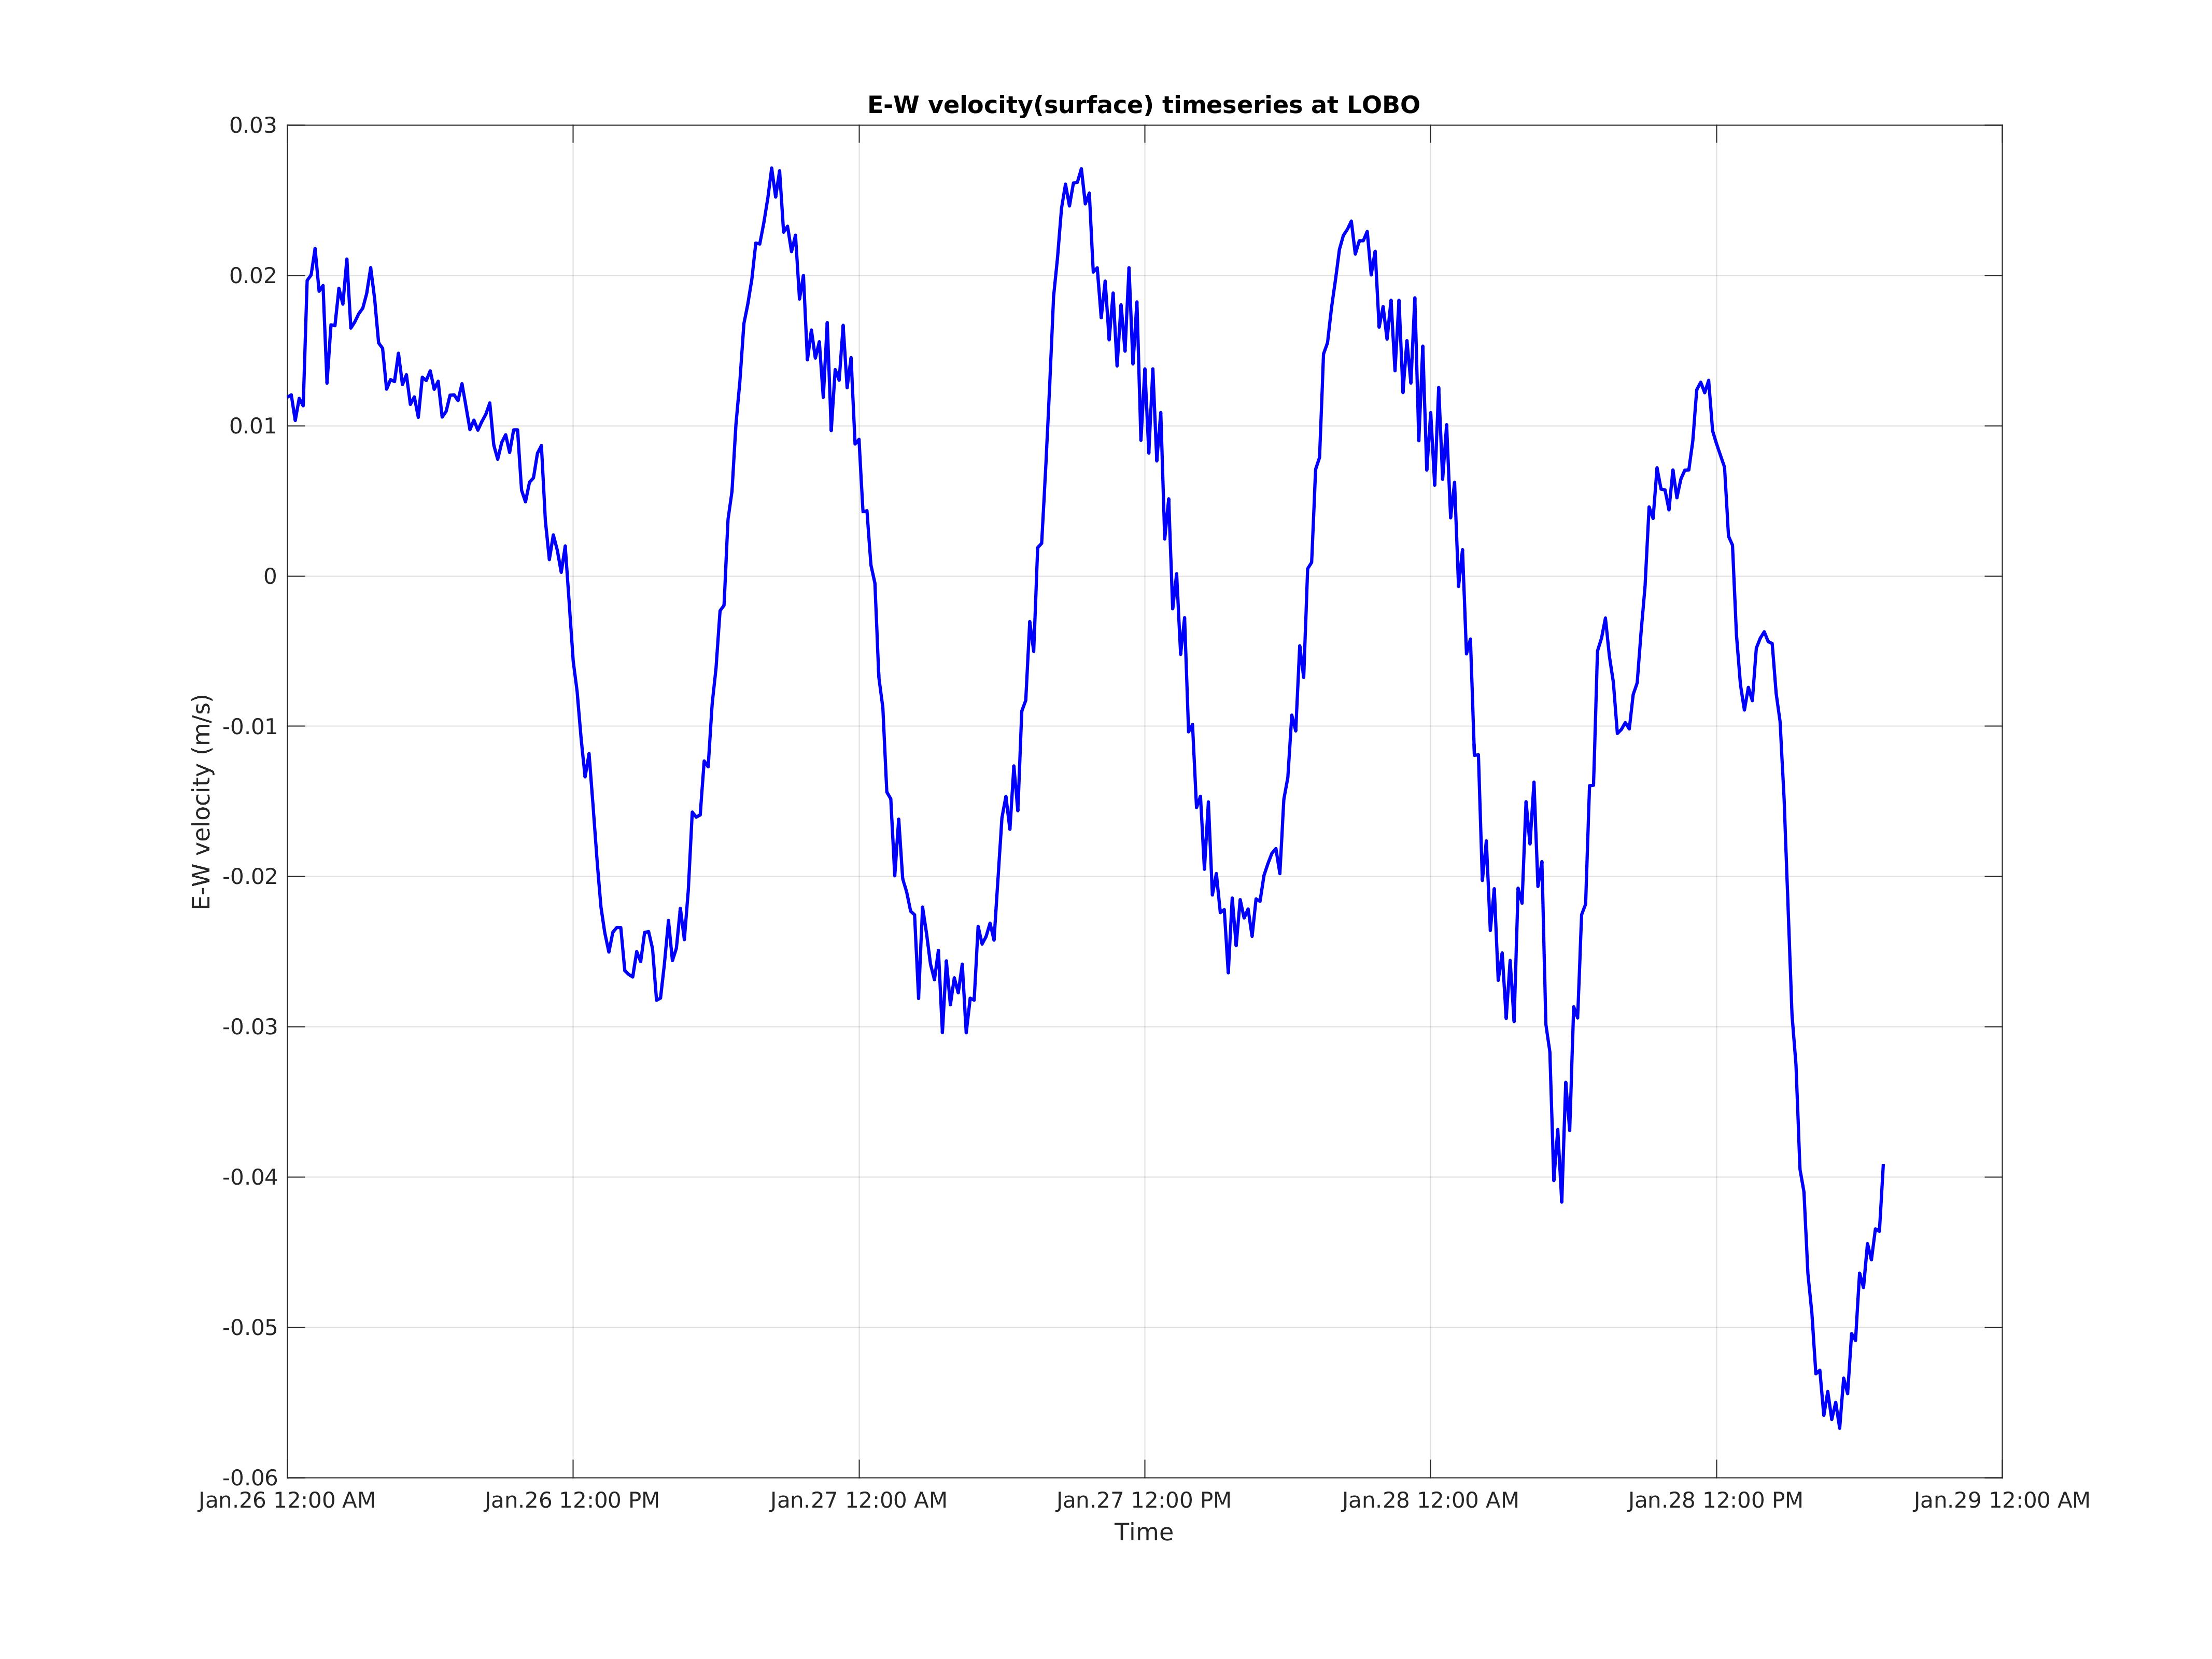 E-W velocity(surface) timeseries at LOBO
0.03
0.02
0.01
0
-0.01
-0.02
-0.03
-0.04
-0.05
-0.06
E-W velocity (m/s)
Jan.26 12:00 AM Jan.26 12:00 PM Jan.27 12:00 AM Jan.27 12:00 PM Jan.28 12:00 AM Jan.28 12:00 PM Jan.29 12:00 AM
Time